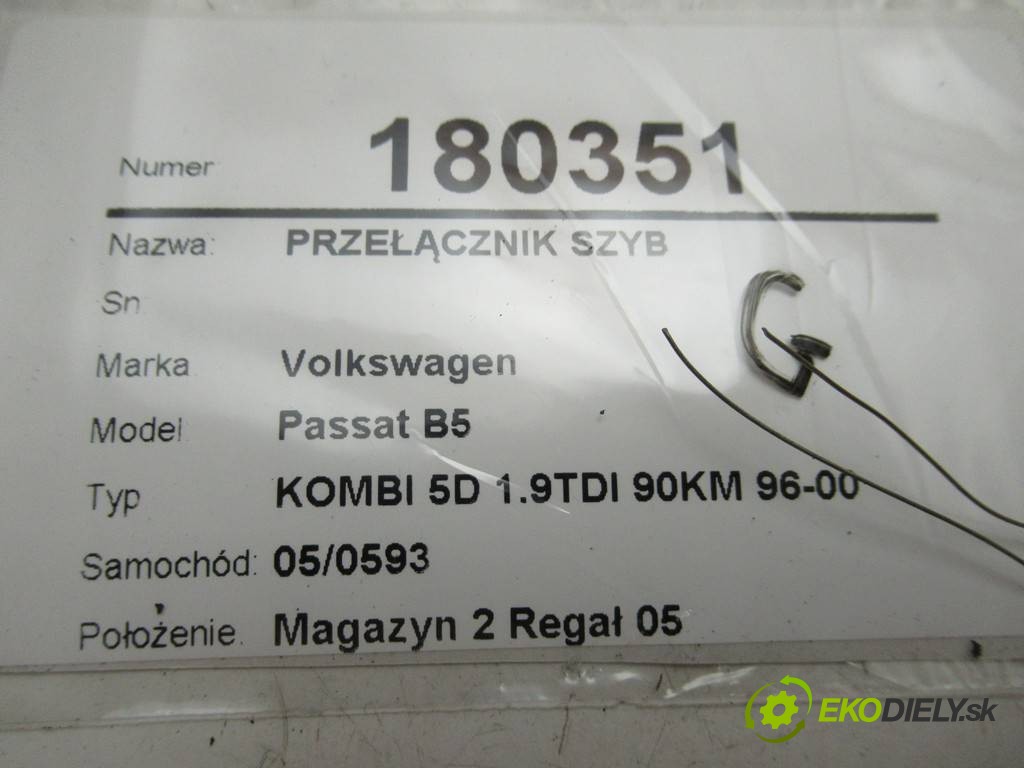 Numer 180351
Nazwa: PRZEŁĄCZNIK SZYB
Sn
Marka Volkswagen
Model Passat B5
Typ KOMBI 5D 1.9TDI 90KM 96-00
Samochód: 05/0593
Położenie Magazyn 2 Regał 05
EKODIELY.sk